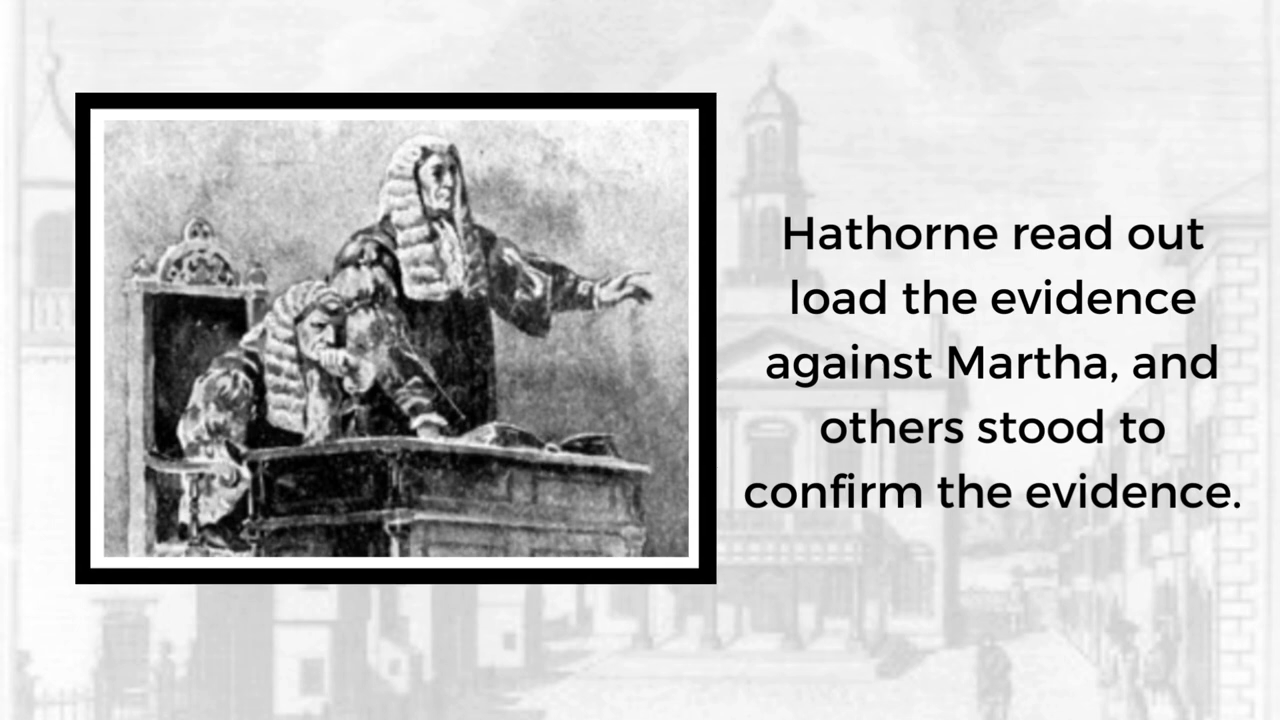 Hathorne read out
load the evidence
against Martha, and
others stood to
confirm the evidence.